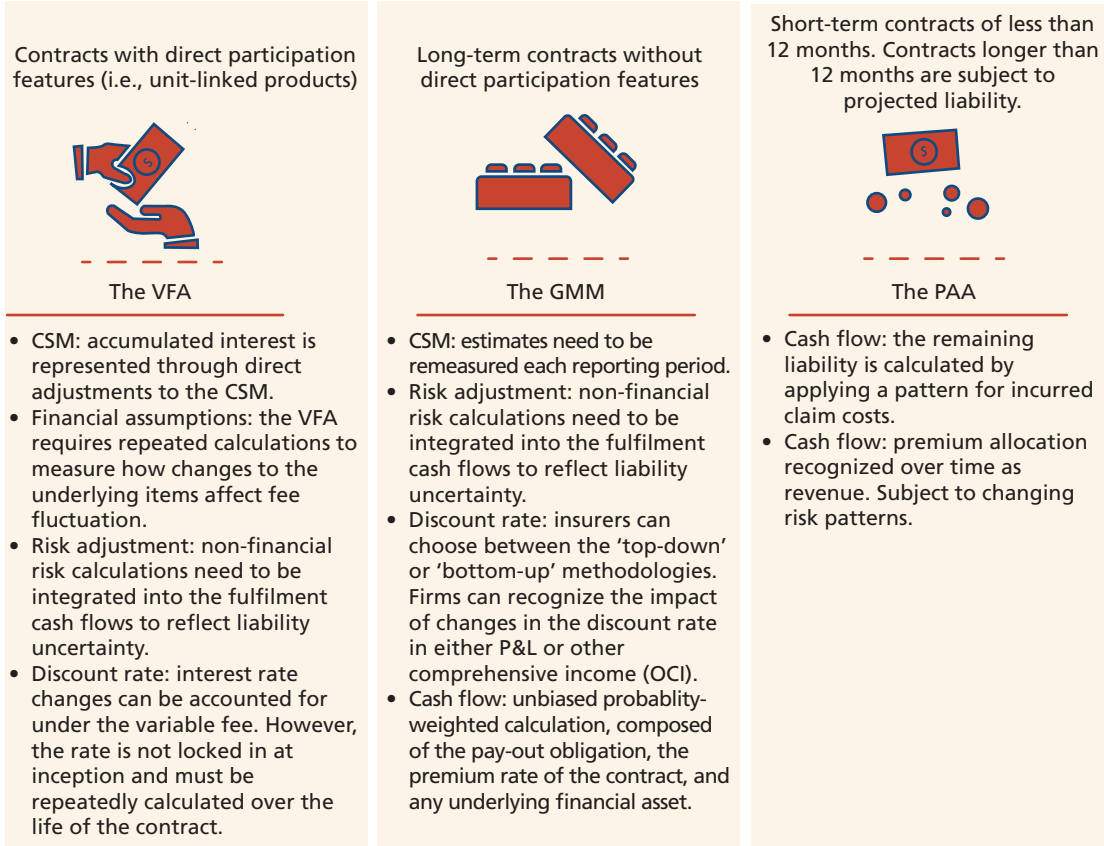 Contracts with direct participation
features (i.e., unit-linked products)
The VFA
• CSM: accumulated interest is
represented through direct
adjustments to the CSM.
• Financial assumptions: the VFA
requires repeated calculations to
measure how changes to the
underlying items affect fee
fluctuation.
• Risk adjustment: non-financial
risk calculations need to be
integrated into the fulfilment
cash flows to reflect liability
uncertainty.
• Discount rate: interest rate
changes can be accounted for
under the variable fee. However,
the rate is not locked in at
inception and must be
repeatedly calculated over the
life of the contract.
Long-term contracts without
direct participation features
The GMM
• CSM: estimates need to be
remeasured each reporting period.
• Risk adjustment: non-financial
risk calculations need to be
integrated into the fulfilment
cash flows to reflect liability
uncertainty.
• Discount rate: insurers can
choose between the ‘top-down’
or ‘bottom-up’ methodologies.
Firms can recognize the impact
of changes in the discount rate
in either P&L or other
comprehensive income (OCI).
• Cash flow: unbiased probablity-
weighted calculation, composed
of the pay-out obligation, the
premium rate of the contract, and
any underlying financial asset.
Short-term contracts of less than
12 months. Contracts longer than
12 months are subject to
projected liability.
The PAA
• Cash flow: the remaining
liability is calculated by
applying a pattern for incurred
claim costs.
• Cash flow: premium allocation
recognized over time as
revenue. Subject to changing
risk patterns.